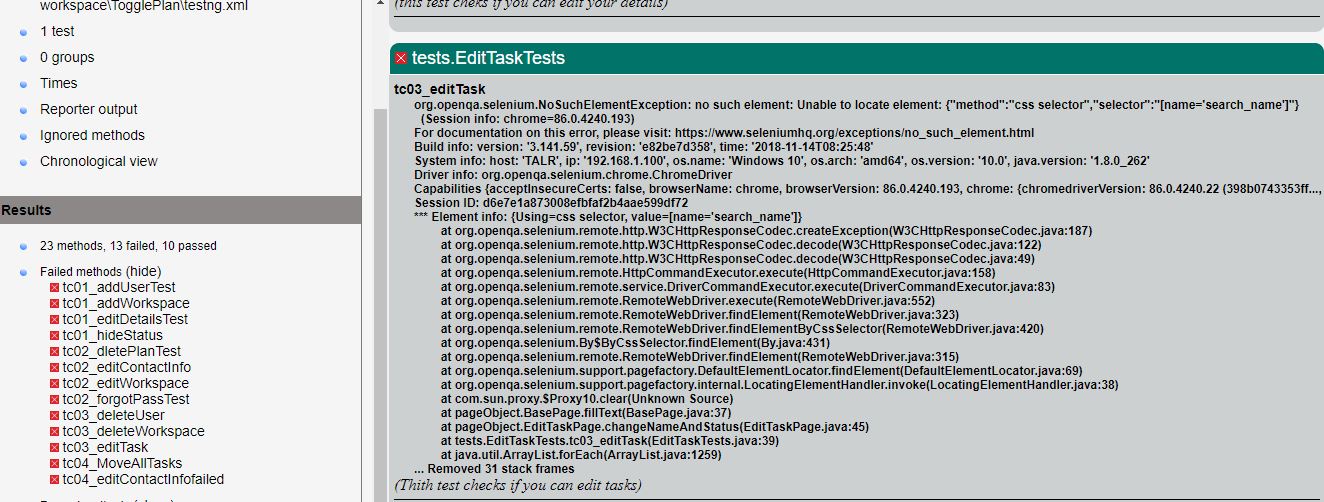 workspace\TogglePlan\testng.xml
1 test
0 groups
Times
Reporter output
Ignored methods
Chronological view
Results
23 methods, 13 failed, 10 passed
Failed methods (hide)
tc01_addUserTest
tc01_addWorkspace
tc01_editDetailsTest
tc01_hideStatus
tc02_dletePlanTest
tc02_editContactInfo
tc02_editWorkspace
tc02_forgotPassTest
tc03_deleteUser
tc03_deleteWorkspace
tc03_editTask
tc04_MoveAllTasks
tc04_editContactInfofailed
(this test cheks if you can edit your details)
tests.EditTaskTests
tc03_editTask
org.openqa.selenium.NoSuchElementException: no such element: Unable to locate element: {"method":"css selector","selector":"[name='search_name']"}
(Session info: chrome=86.0.4240.193)
For documentation on this error, please visit: https://www.seleniumhq.org/exceptions/no_such_element.html
Build info: version: '3.141.59', revision: 'e82be7d358', time: '2018-11-14T08:25:48'
System info: host: 'TALR', ip: '192.168.1.100', os.name: 'Windows 10', os.arch: 'amd64', os.version: '10.0', java.version: '1.8.0_262'
Driver info: org.openqa.selenium.chrome.ChromeDriver
Capabilities {acceptInsecureCerts: false, browserName: chrome, browserVersion: 86.0.4240.193, chrome: {chromedriverVersion: 86.0.4240.22 (398b0743353ff...,
Session ID: d6e7e1a873008efbfaf2b4aae599df72
*** Element info: {Using=css selector, value=[name='search_name']}
at org.openqa.selenium.remote.http.W3CHttpResponseCodec.createException(W3CHttpResponseCodec.java:187)
at org.openqa.selenium.remote.http.W3CHttpResponseCodec.decode(W3CHttpResponseCodec.java:122)
at org.openqa.selenium.remote.http.W3CHttpResponseCodec.decode(W3CHttpResponseCodec.java:49)
at org.openqa.selenium.remote.HttpCommandExecutor.execute(HttpCommandExecutor.java:158)
at org.openqa.selenium.remote.service.DriverCommandExecutor.execute(DriverCommandExecutor.java:83)
at org.openqa.selenium.remote.RemoteWebDriver.execute(RemoteWebDriver.java:552)
at org.openqa.selenium.remote.RemoteWebDriver.findElement(RemoteWebDriver.java:323)
at org.openqa.selenium.remote.RemoteWebDriver.findElementByCssSelector(RemoteWebDriver.java:420)
at org.openqa.selenium.By$ByCssSelector.findElement(By.java:431)
at org.openqa.selenium.remote.RemoteWebDriver.findElement(RemoteWebDriver.java:315)
at org.openqa.selenium.support.pagefactory.DefaultElementLocator.findElement(DefaultElementLocator.java:69)
at org.openqa.selenium.support.pagefactory.internal.LocatingElementHandler.invoke(LocatingElementHandler.java:38)
at com.sun.proxy.$Proxy10.clear(Unknown Source)
at pageObject.BasePage.fillText(BasePage.java:37)
at pageObject.EditTaskPage.changeNameAndStatus(EditTaskPage.java:45)
at tests.EditTaskTests.tc03_editTask(EditTaskTests.java:39)
at java.util.ArrayList.forEach(ArrayList.java:1259)
... Removed 31 stack frames
(Thith test checks if you can edit tasks)